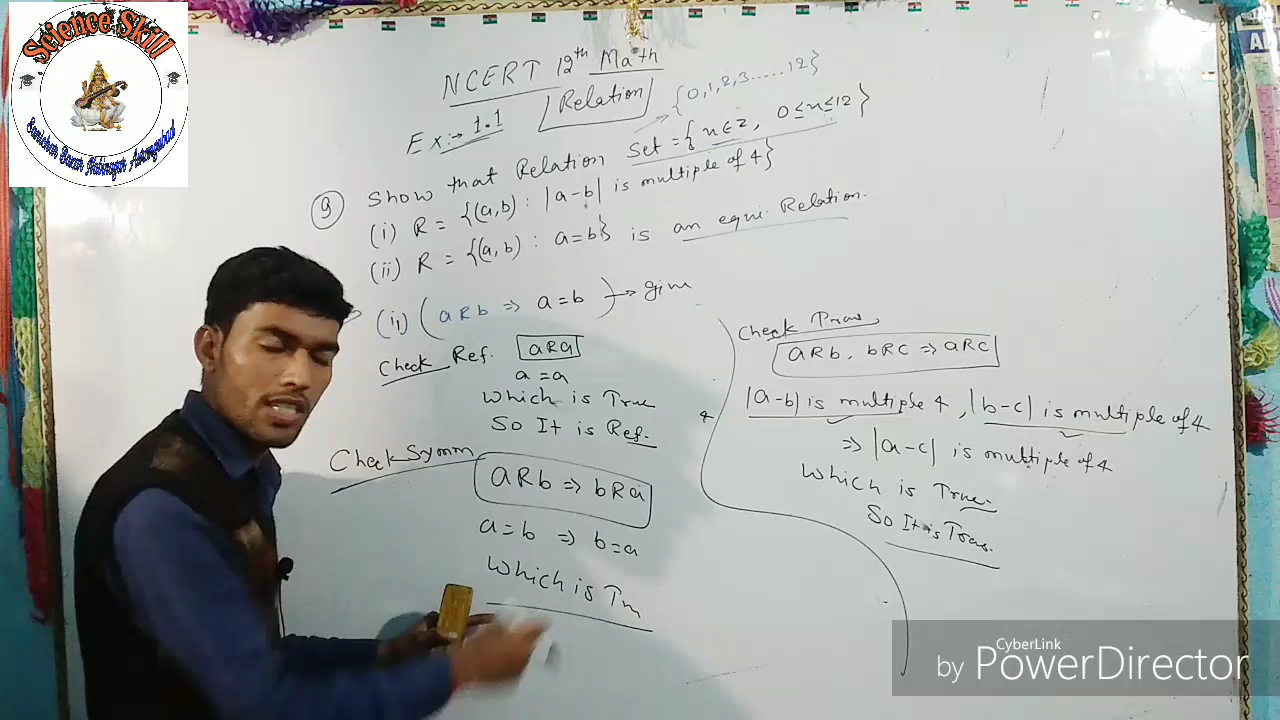 Science Skill
NCERT 12th Math
Relation
Ex:- 1.1
{0,1,2,3.....12}
9 Show that Relation Set = {x∈Z, 0≤x≤12}
(i) R = {(a,b) : |a-b| is multiple of 4}
(ii) R = {(a,b) : a=b} is an equi. Relation.
(ii) (aRb ⇒ a=b) →
Check Ref. aRa
a=a
Which is True
So It is Ref.
Check Symm
aRb ⇒ bRa
a=b ⇒ b=a
Which is
Check
aRb, bRc ⇒ aRc
|a-b| is multiple 4, |b-c| is multiple of 4
⇒ |a-c| is multiple of 4
Which is True.
So It is Tran.
CyberLink
by PowerDirector